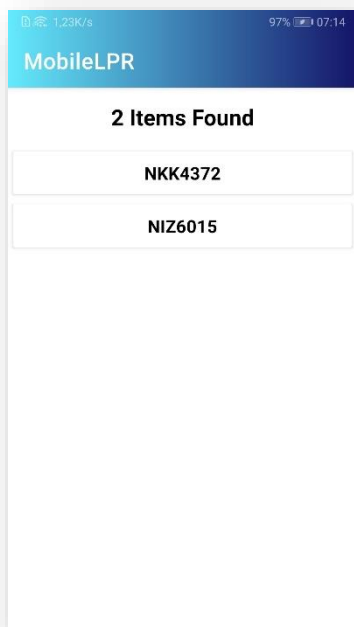 1,23K/s 97% 07:14
MobileLPR
2 Items Found
NKK4372
NIZ6015